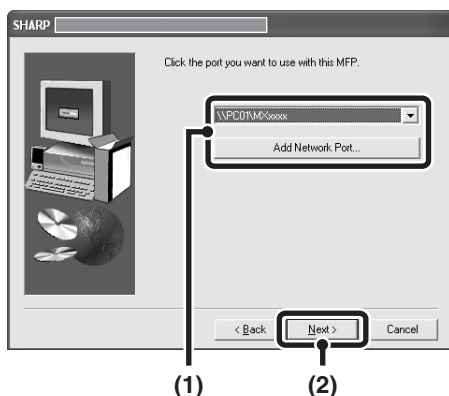 SHARP
Click the port you want to use with this MFP.
\\PC01\MXxxxx
Add Network Port...
< Back
Next >
Cancel
(1)
(2)